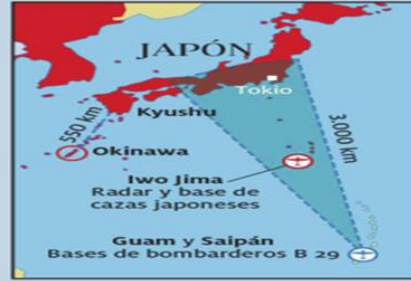 JAPÓN
Tokio
Kyushu
550 km
Okinawa
3.000 km
Iwo Jima
Radar y base de
cazas japoneses
Guam y Saipán
Bases de bombarderos B 29